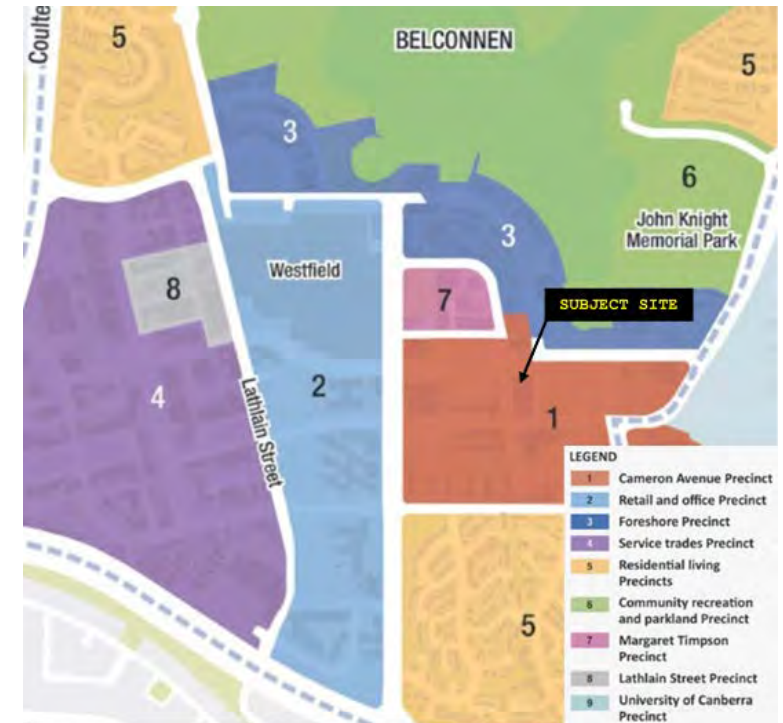 Coulte
5
BELCONNEN
5
3
6
John Knight
Memorial Park
3
Westfield
8
7
SUBJECT SITE
4
2
1
Lathlain Street
5
LEGEND
1 Cameron Avenue Precinct
2 Retail and office Precinct
3 Foreshore Precinct
4 Service trades Precinct
5 Residential living
Precincts
6 Community recreation
and parkland Precinct
7 Margaret Timpson
Precinct
8 Lathlain Street Precinct
9 University of Canberra
Precinct